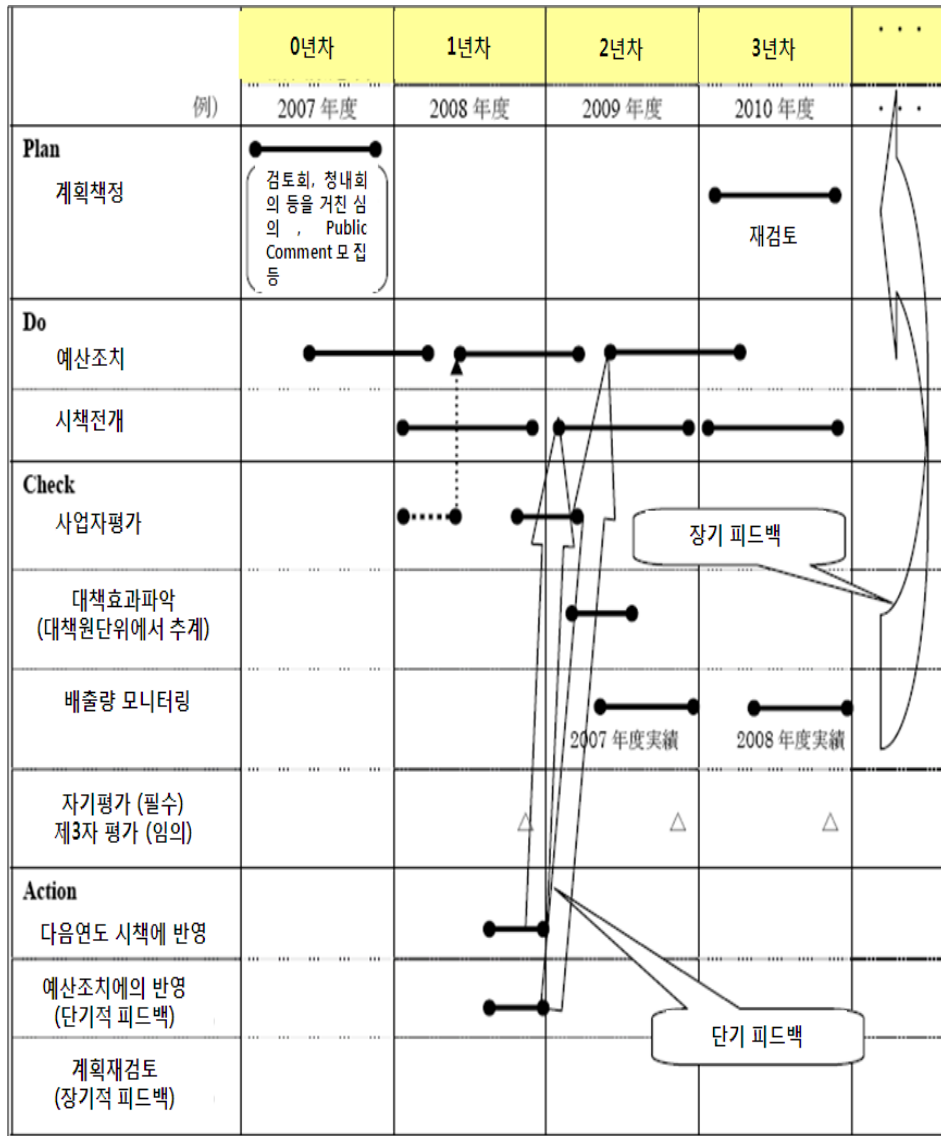 0년차 1년차 2년차 3년차 · · ·
例) 2007 年度 2008 年度 2009 年度 2010 年度 · · ·
Plan
계획책정
검토회, 청내회
의 등을 거친 심
의 , Public
Comment 모 집
등
재검토
Do
예산조치
시책전개
Check
사업자평가
장기 피드백
대책효과파악
(대책원단위에서 추계)
배출량 모니터링
2007 年度実績 2008 年度実績
자기평가 (필수)
제3자 평가 (임의)
△ △ △
Action
다음연도 시책에 반영
예산조치에의 반영
(단기적 피드백)
단기 피드백
계획재검토
(장기적 피드백)